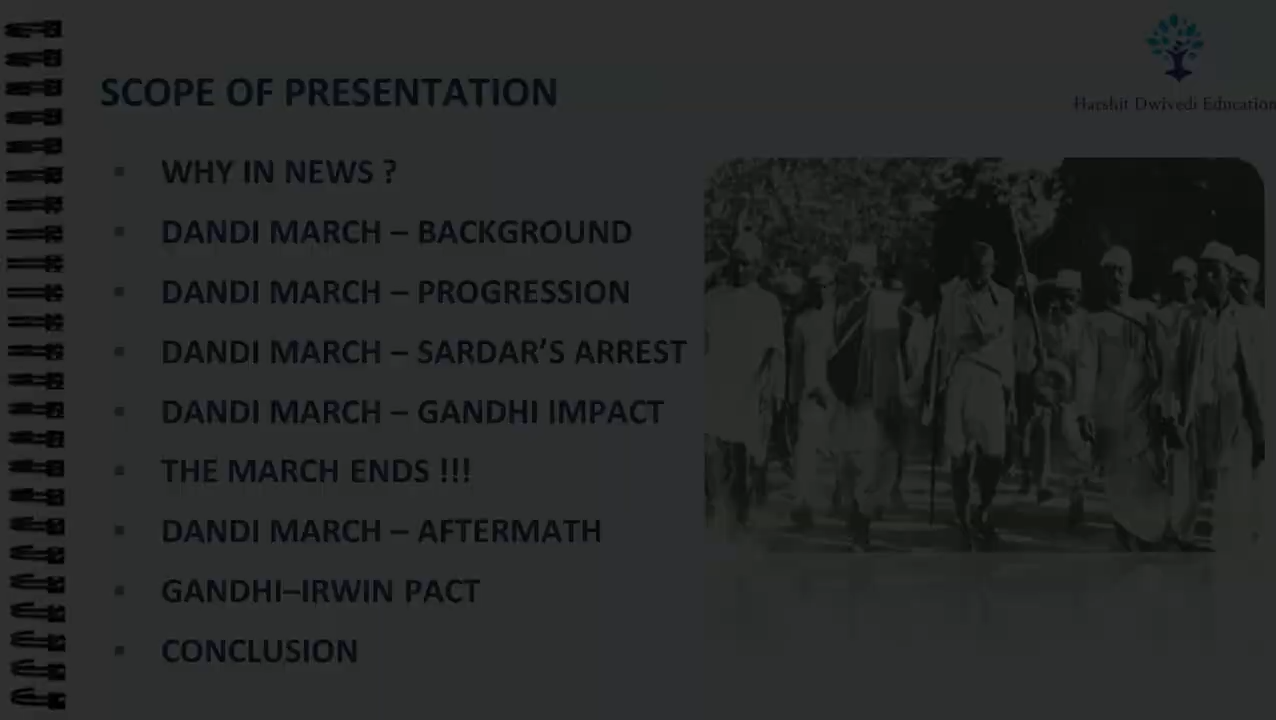 SCOPE OF PRESENTATION
Harshit Dwivedi Education
▪ WHY IN NEWS ?
▪ DANDI MARCH – BACKGROUND
▪ DANDI MARCH – PROGRESSION
▪ DANDI MARCH – SARDAR’S ARREST
▪ DANDI MARCH – GANDHI IMPACT
▪ THE MARCH ENDS !!!
▪ DANDI MARCH – AFTERMATH
▪ GANDHI–IRWIN PACT
▪ CONCLUSION